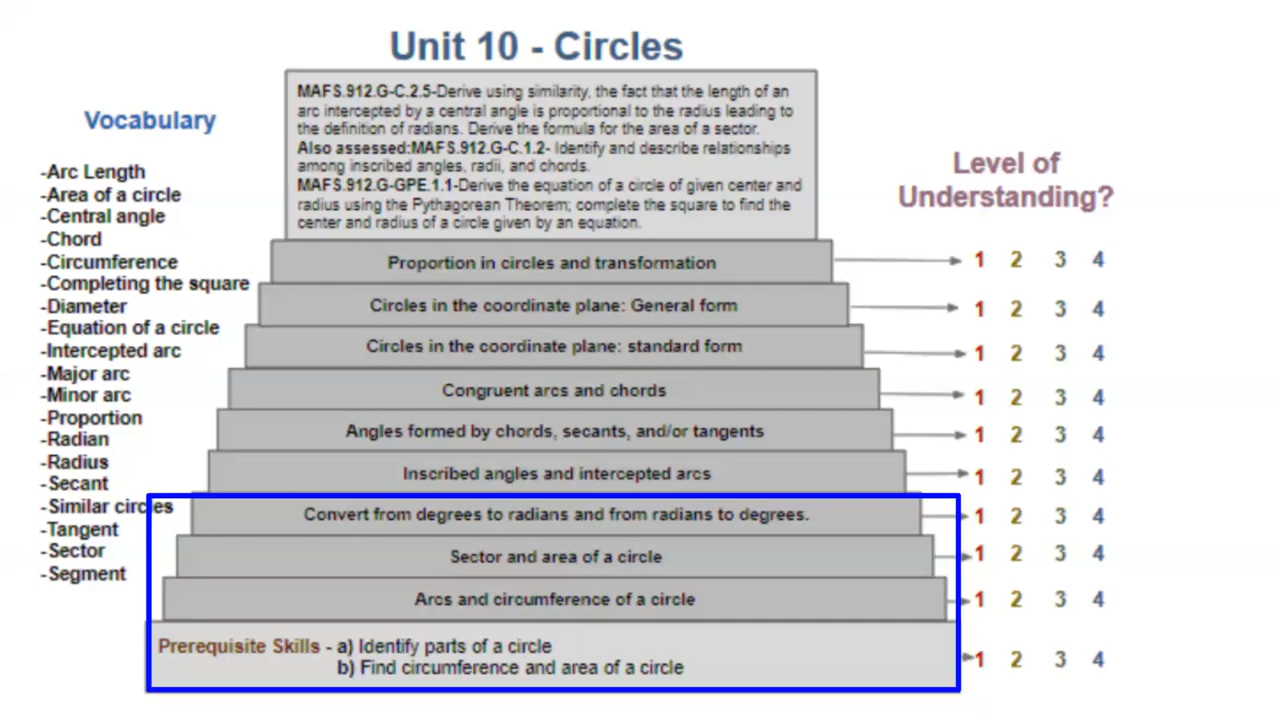 Unit 10 - Circles
MAFS.912.G-C.2.5-Derive using similarity, the fact that the length of an
arc intercepted by a central angle is proportional to the radius leading to
the definition of radians. Derive the formula for the area of a sector.
Also assessed:MAFS.912.G-C.1.2- Identify and describe relationships
among inscribed angles, radii, and chords.
MAFS.912.G-GPE.1.1-Derive the equation of a circle of given center and
radius using the Pythagorean Theorem; complete the square to find the
center and radius of a circle given by an equation.
Vocabulary
-Arc Length
-Area of a circle
-Central angle
-Chord
-Circumference
-Completing the square
-Diameter
-Equation of a circle
-Intercepted arc
-Major arc
-Minor arc
-Proportion
-Radian
-Radius
-Secant
-Similar circles
-Tangent
-Sector
-Segment
Level of
Understanding?
Proportion in circles and transformation 1 2 3 4
Circles in the coordinate plane: General form 1 2 3 4
Circles in the coordinate plane: standard form 1 2 3 4
Congruent arcs and chords 1 2 3 4
Angles formed by chords, secants, and/or tangents 1 2 3 4
Inscribed angles and intercepted arcs 1 2 3 4
Convert from degrees to radians and from radians to degrees. 1 2 3 4
Sector and area of a circle 1 2 3 4
Arcs and circumference of a circle 1 2 3 4
Prerequisite Skills - a) Identify parts of a circle 1 2 3 4
b) Find circumference and area of a circle